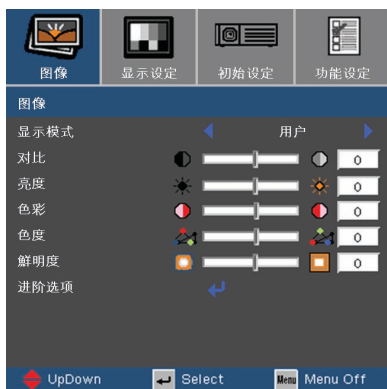 图像 显示设定 初始设定 功能设定
图像
显示模式 用户
对比 0
亮度 0
色彩 0
色度 0
鮮明度 0
进阶选项
UpDown Select Menu Menu Off